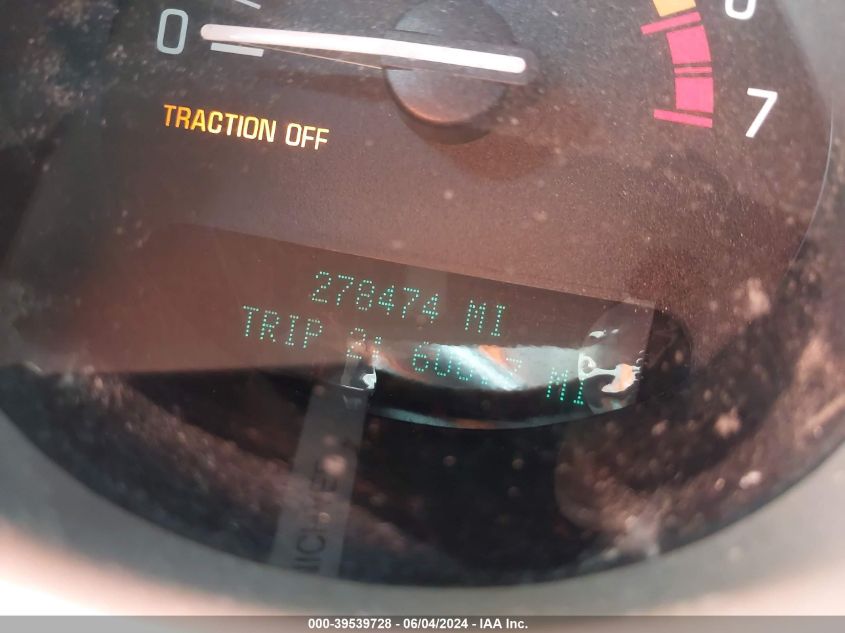 0
7
TRACTION OFF
278474 MI
TRIP
MI
000-39539728 - 06/04/2024 - IAA Inc.